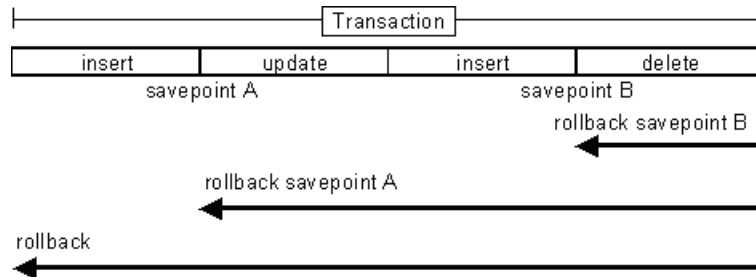 Transaction
insert update insert delete
savepoint A savepoint B
rollback savepoint B
rollback savepoint A
rollback